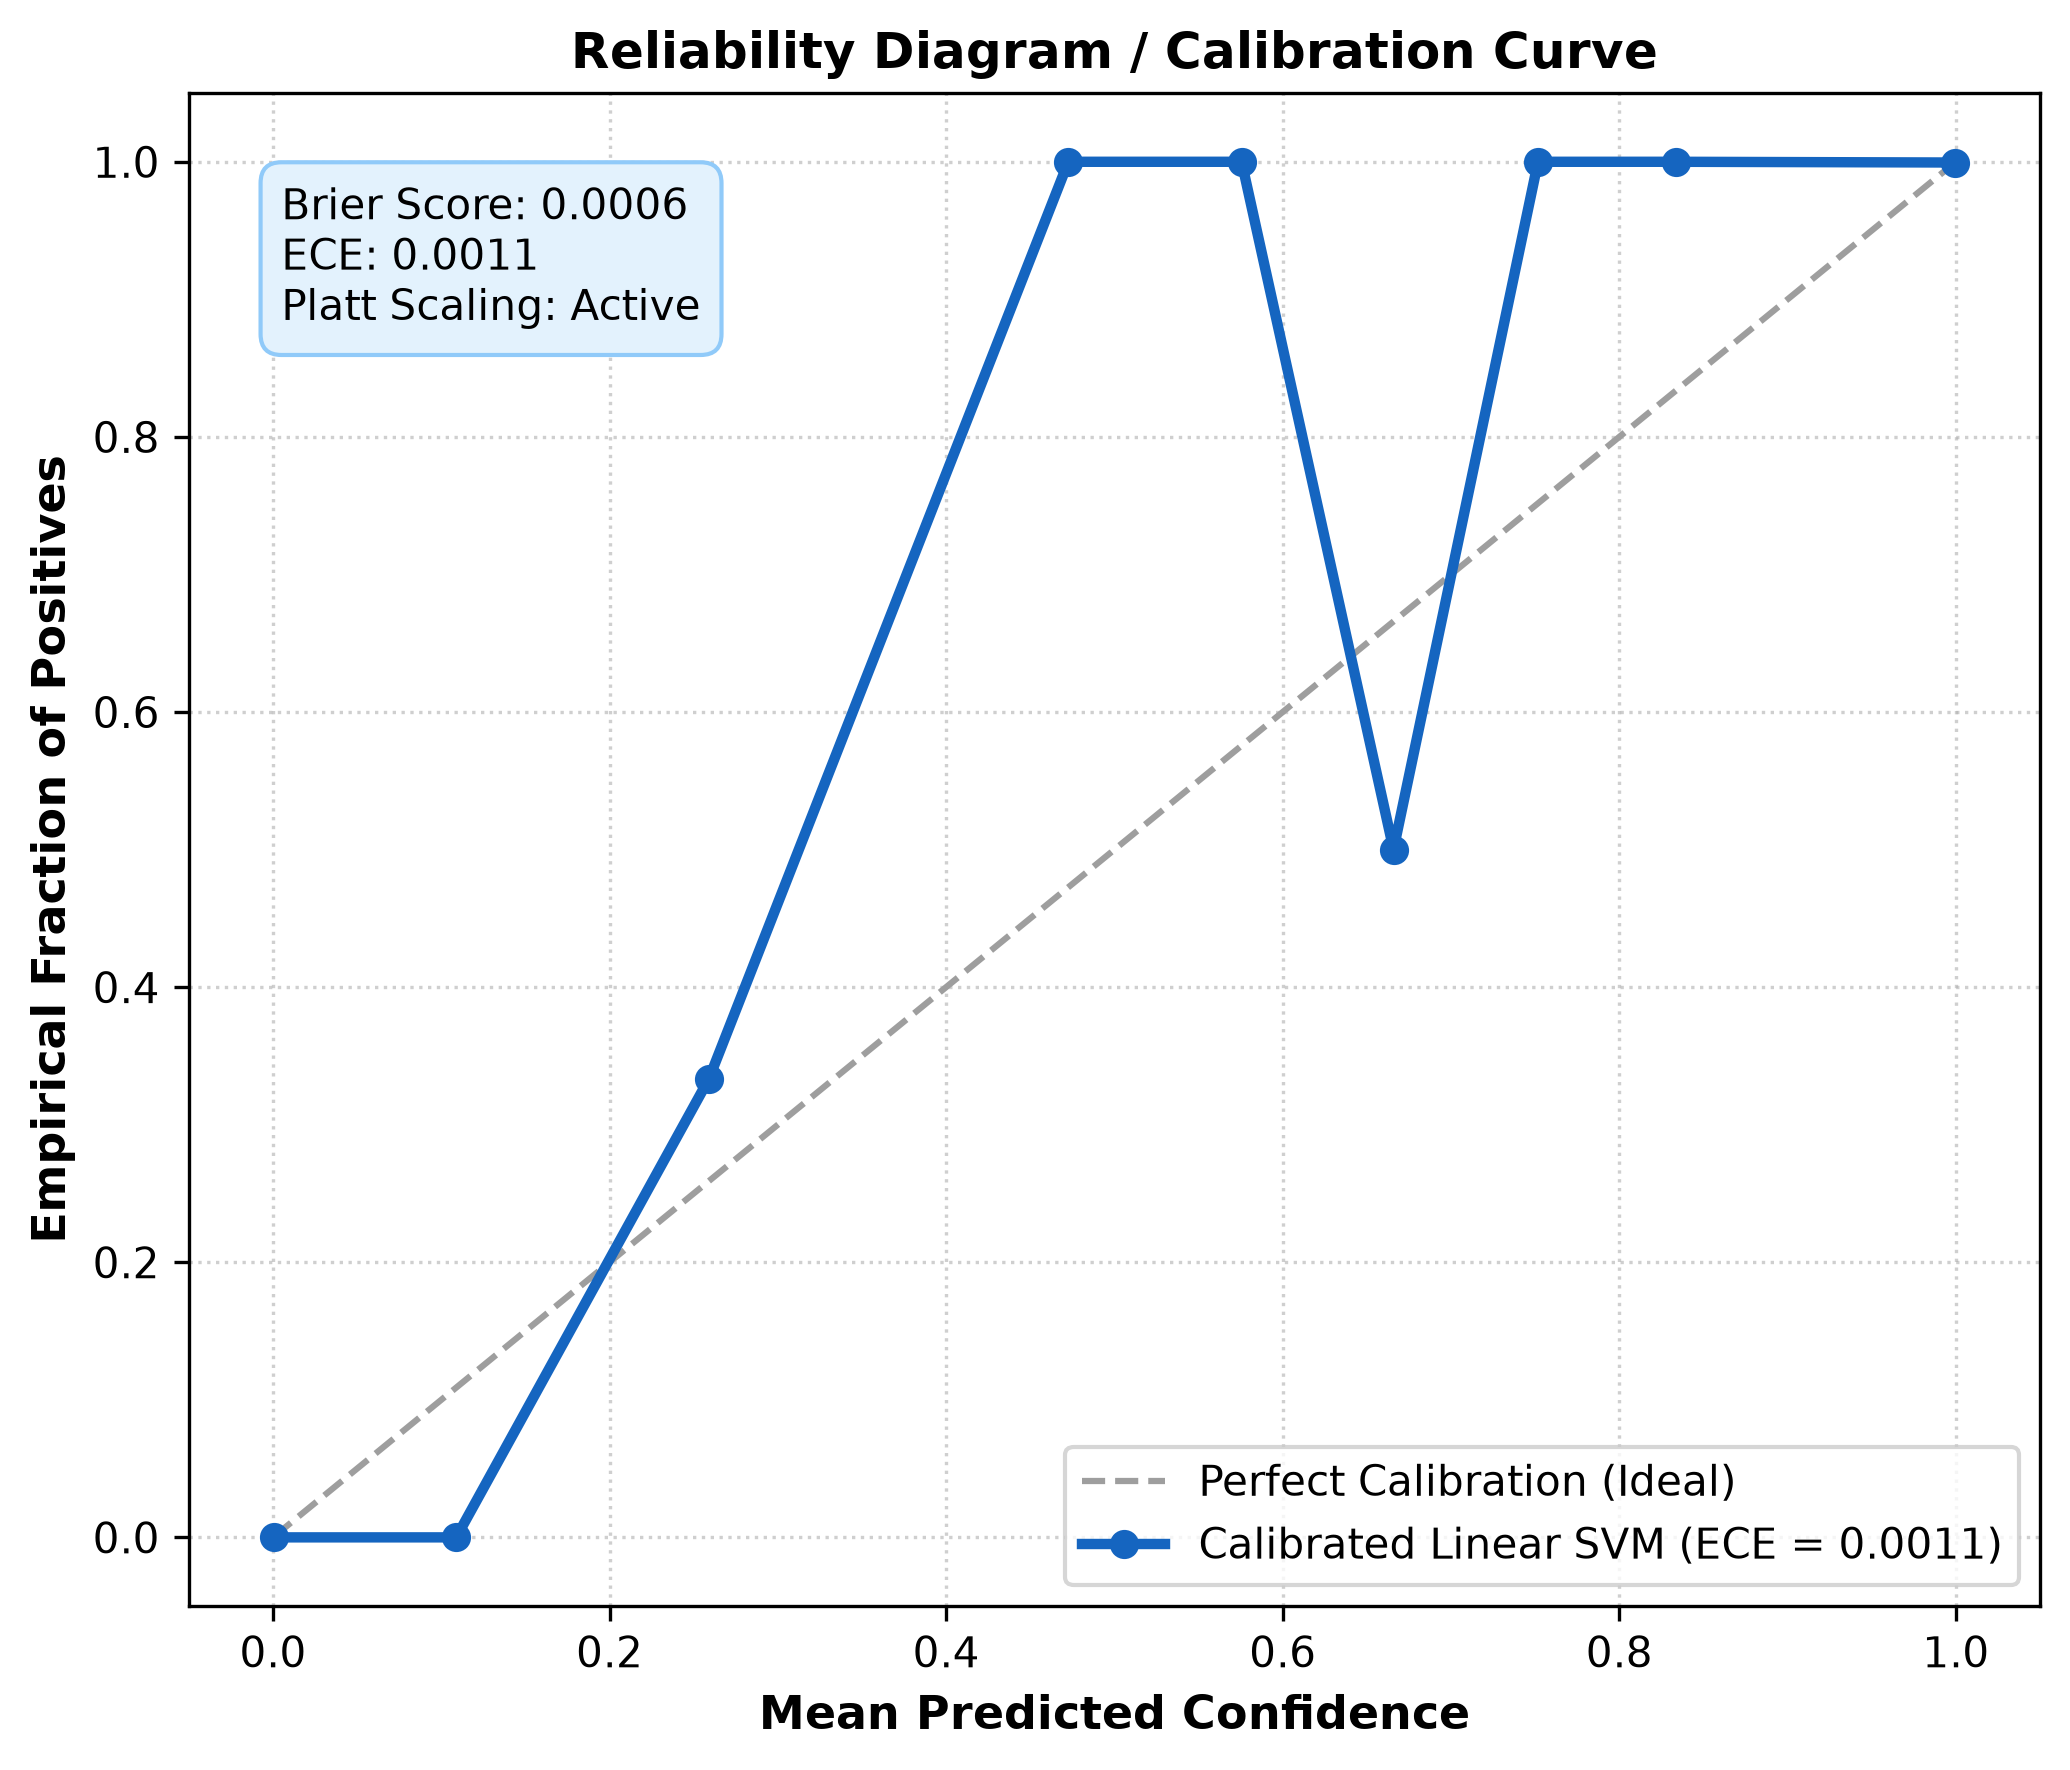 Reliability Diagram / Calibration Curve
Brier Score: 0.0006
ECE: 0.0011
Platt Scaling: Active
Empirical Fraction of Positives
1.0
0.8
0.6
0.4
0.2
0.0
Perfect Calibration (Ideal)
Calibrated Linear SVM (ECE = 0.0011)
0.0 0.2 0.4 0.6 0.8 1.0
Mean Predicted Confidence